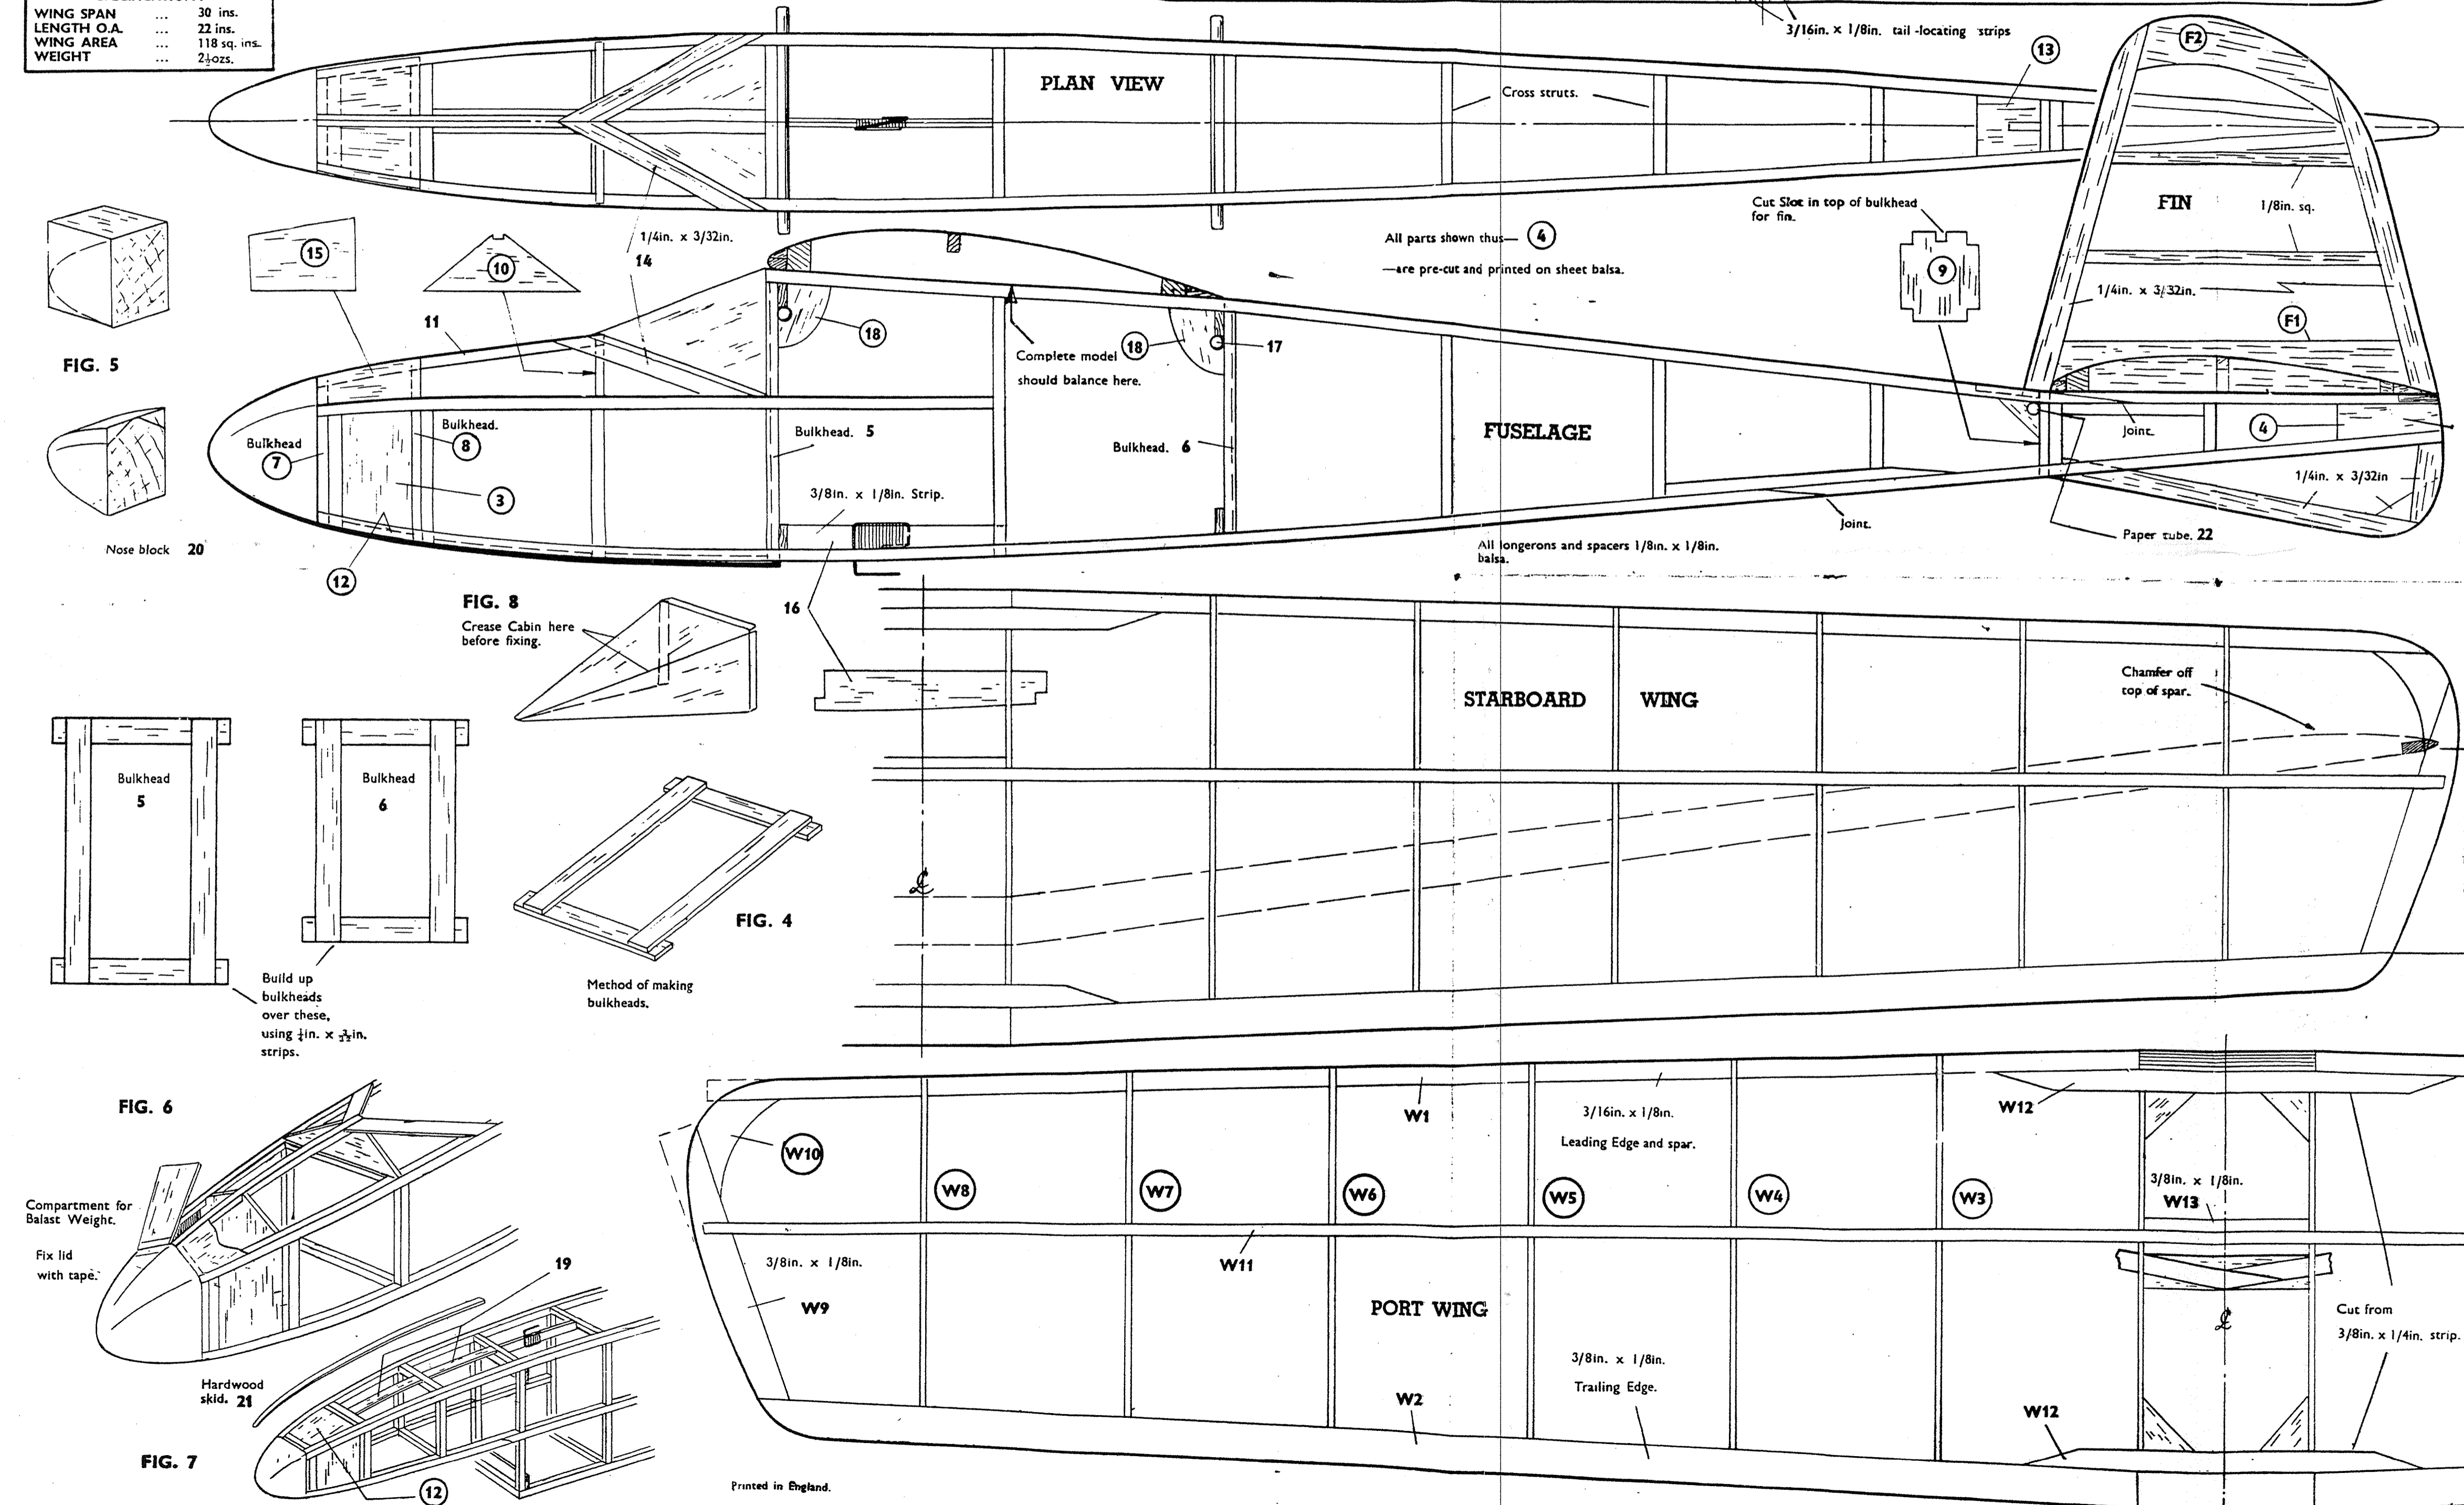 WING SPAN ... 30 ins.
LENGTH O.A. ... 22 ins.
WING AREA ... 118 sq. ins.
WEIGHT ... 2½ozs.
3/16in. x 1/8in. tail-locating strips
13
F2
PLAN VIEW
Cross struts.
Cut Slot in top of bulkhead
for fin.
FIN
1/8in. sq.
15
10
1/4in. x 3/32in.
14
All parts shown thus— 4
—are pre-cut and printed on sheet balsa.
9
1/4in. x 3/32in.
F1
11
18
18
17
Complete model
should balance here.
FIG. 5
Bulkhead
7
Bulkhead.
8
Bulkhead. 5
Bulkhead. 6
FUSELAGE
Joint.
4
3
3/8in. x 1/8in. Strip.
1/4in. x 3/32in
Joint.
Paper tube. 22
Nose block 20
12
All longerons and spacers 1/8in. x 1/8in.
balsa.
FIG. 8
Crease Cabin here
before fixing.
16
STARBOARD WING
Chamfer off
top of spar.
Bulkhead
5
Bulkhead
6
FIG. 4
Method of making
bulkheads.
Build up
bulkheads
over these,
using ¼in. x 3/32in.
strips.
℄
FIG. 6
Compartment for
Balast Weight.
Fix lid
with tape.
19
Hardwood
skid. 21
FIG. 7
12
W1
3/16in. x 1/8in.
Leading Edge and spar.
W12
W10
W8
W7
W6
W5
W4
W3
3/8in. x 1/8in.
W13
3/8in. x 1/8in.
W9
W11
PORT WING
℄
Cut from
3/8in. x 1/4in. strip.
3/8in. x 1/8in.
Trailing Edge.
W2
W12
Printed in England.